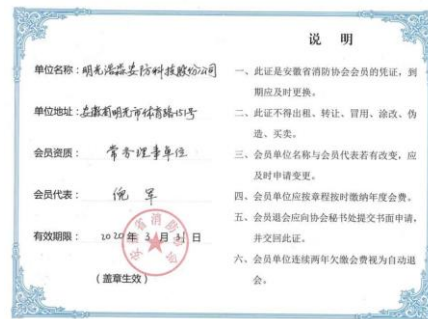 单位名称：明光浩淼安防科技股份公司
单位地址：安徽省明光市体育路151号
会员资质：常务理事单位
会员代表：倪军
有效期限：2020年3月31日
（盖章生效）
安徽省消防协会
说明
一、此证是安徽省消防协会会员的凭证，到
期应及时更换。
二、此证不得出租、转让、冒用、涂改、伪
造、买卖。
三、会员单位名称与会员代表若有改变，应
及时申请变更。
四、会员单位应按章程按时缴纳年度会费。
五、会员退会应向协会秘书处提交书面申请，
并交回此证。
六、会员单位连续两年欠缴会费视为自动退
会。